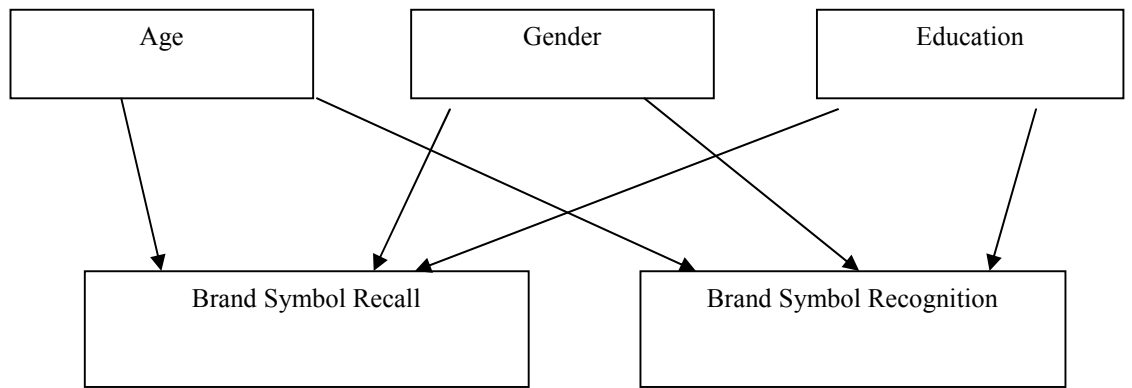 Age
Gender
Education
Brand Symbol Recall
Brand Symbol Recognition